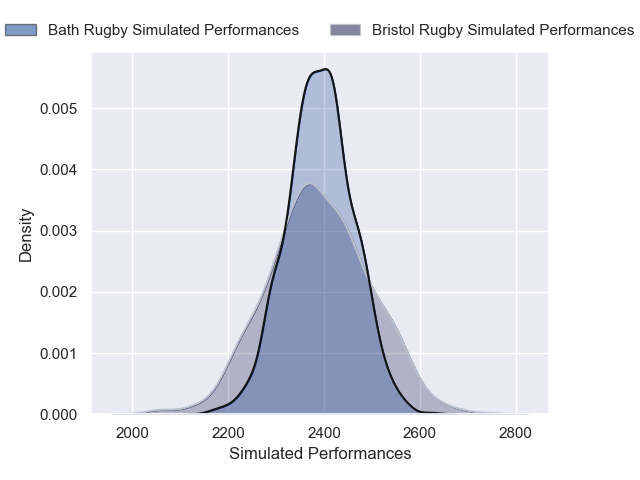 Bath Rugby Simulated Performances
Bristol Rugby Simulated Performances
0.005
0.004
0.003
0.002
0.001
0.000
Density
2000 2200 2400 2600 2800
Simulated Performances